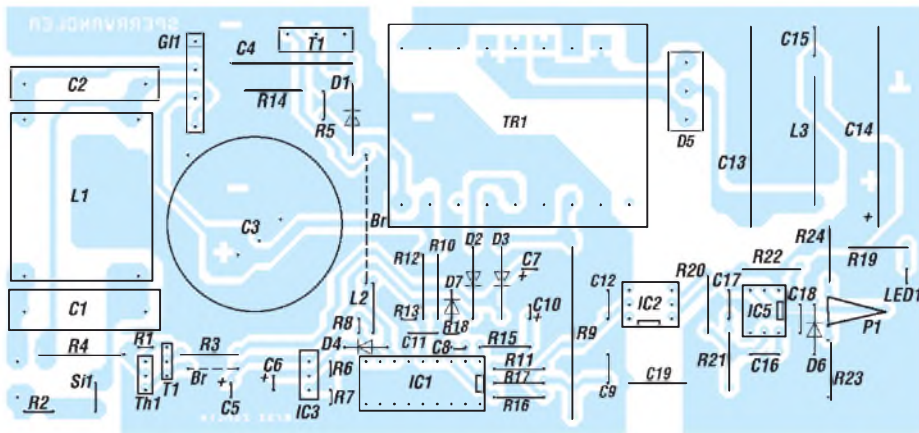 SPERRWANDLER
Gl1
C4
T1
C15
C2
D1
R14
R5
TR1
D5
C13
L3
C14
L1
C3
Br
+
R12
R10
D2
D3
C7
R24
R22
R19
D7
C12
R20
C17
LED1
L2
+
C1
R13
C10
IC2
IC5
C18
P1
R8
C11
R18
+
R9
R1
D4
C8
R15
R4
R3
R6
R11
R21
C16
D6
T1
Br
C6
IC1
R17
C9
C19
R23
Si1
Th1
+
+
R2
C5
IC3
R7
R16